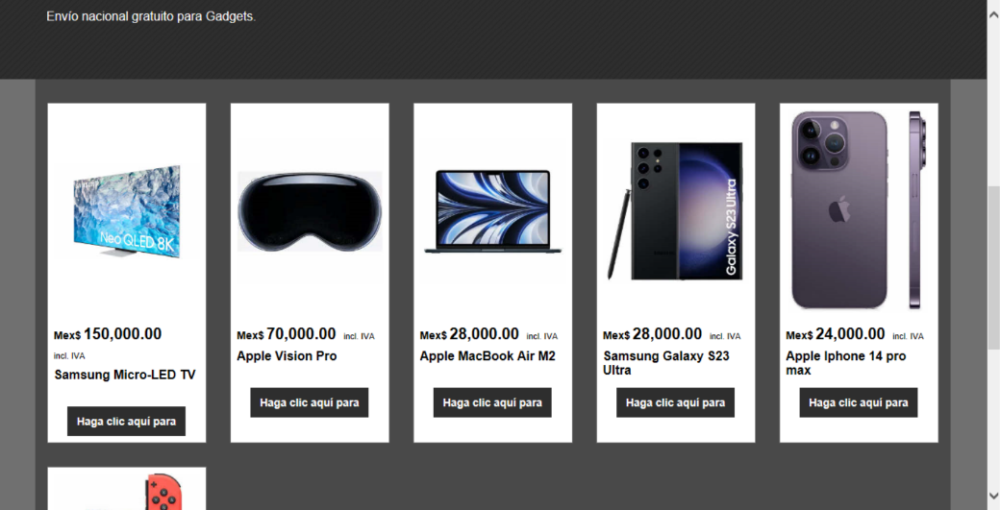 Envío nacional gratuito para Gadgets.
Neo QLED 8K
Galaxy S23 Ultra
Mex$ 150,000.00
incl. IVA
Samsung Micro-LED TV
Haga clic aquí para
Mex$ 70,000.00 incl. IVA
Apple Vision Pro
Haga clic aquí para
Mex$ 28,000.00 incl. IVA
Apple MacBook Air M2
Haga clic aquí para
Mex$ 28,000.00 incl. IVA
Samsung Galaxy S23
Ultra
Haga clic aquí para
Mex$ 24,000.00 incl. IVA
Apple Iphone 14 pro
max
Haga clic aquí para